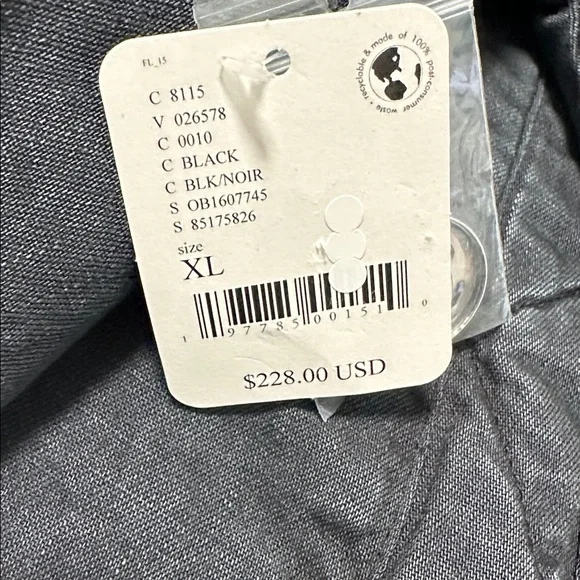 FL_15
recyclable & made of 100% post-consumer waste •
C 8115
V 026578
C 0010
C BLACK
C BLK/NOIR
S OB1607745
S 85175826
size
XL
1 97785 00151 0
$228.00 USD